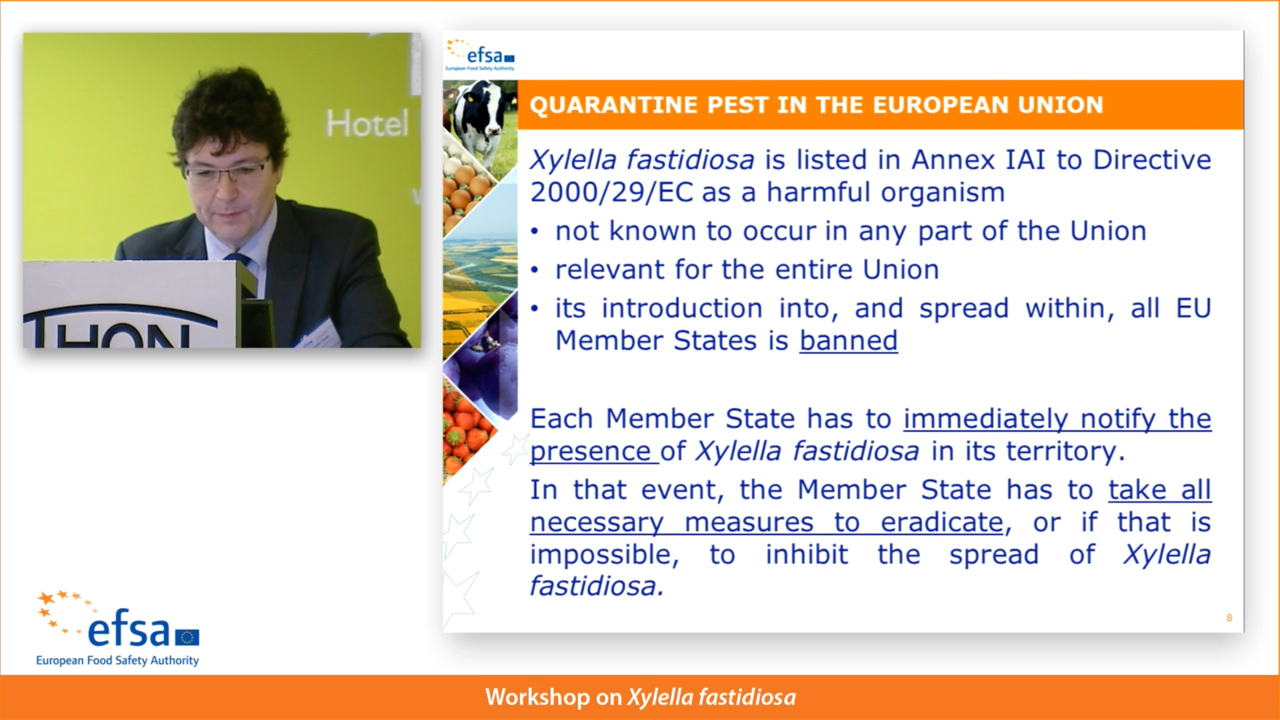 Hotel
THON
efsa
European Food Safety Authority
QUARANTINE PEST IN THE EUROPEAN UNION
Xylella fastidiosa is listed in Annex IAI to Directive
2000/29/EC as a harmful organism
• not known to occur in any part of the Union
• relevant for the entire Union
• its introduction into, and spread within, all EU
Member States is banned
Each Member State has to immediately notify the
presence of Xylella fastidiosa in its territory.
In that event, the Member State has to take all
necessary measures to eradicate, or if that is
impossible, to inhibit the spread of Xylella
fastidiosa.
8
efsa
European Food Safety Authority
Workshop on Xylella fastidiosa